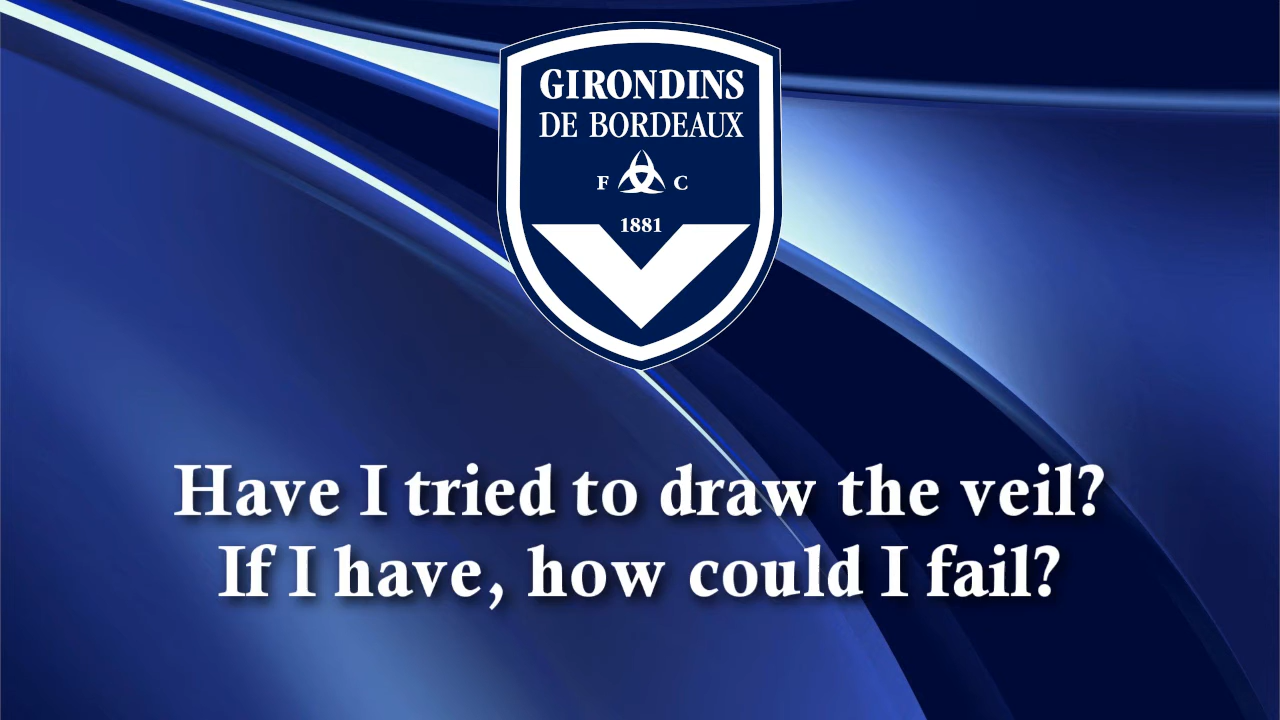 GIRONDINS
DE BORDEAUX
F C
1881
Have I tried to draw the veil?
If I have, how could I fail?